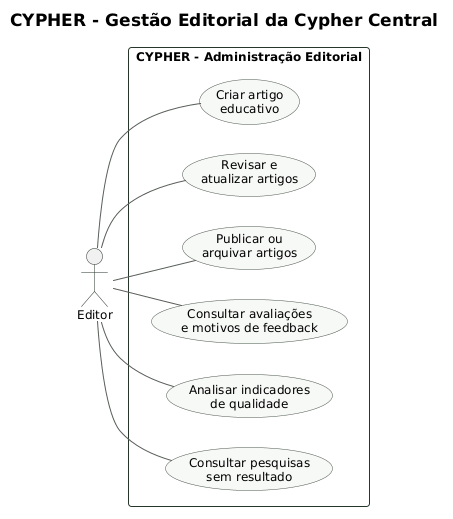 CYPHER - Gestão Editorial da Cypher Central
CYPHER - Administração Editorial
Criar artigo
educativo
Revisar e
atualizar artigos
Publicar ou
arquivar artigos
Editor
Consultar avaliações
e motivos de feedback
Analisar indicadores
de qualidade
Consultar pesquisas
sem resultado